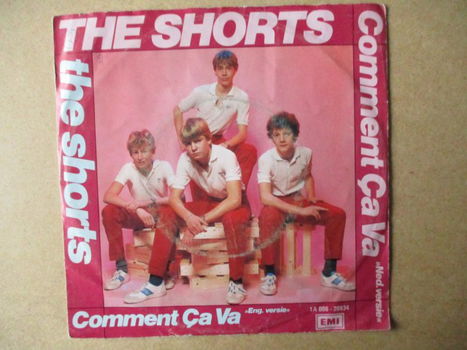 THE SHORTS
the shorts
Comment Ça Va
»Ned.versie«
Comment Ça Va »Eng. versie«
EMI